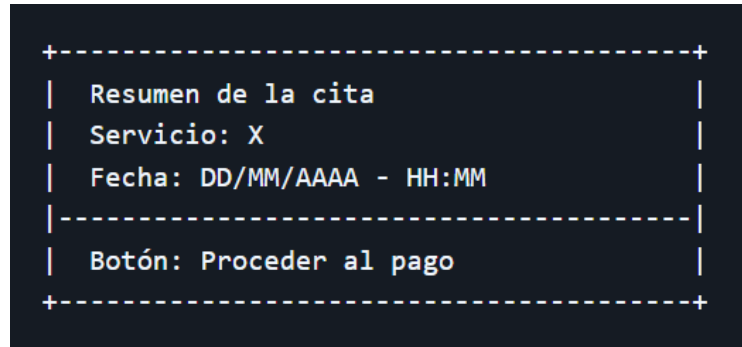 Resumen de la cita
Servicio: X
Fecha: DD/MM/AAAA - HH:MM
Botón: Proceder al pago